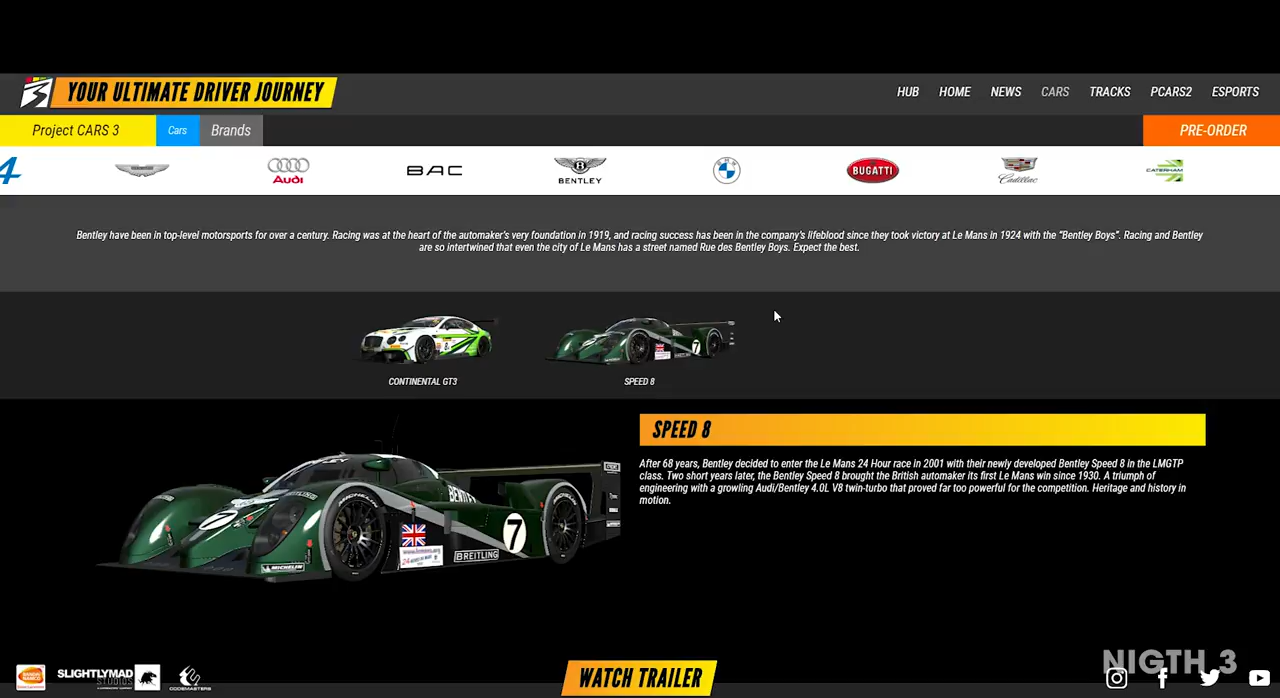 YOUR ULTIMATE DRIVER JOURNEY
HUB HOME NEWS CARS TRACKS PCARS2 ESPORTS
Project CARS 3 Cars Brands PRE-ORDER
4 Audi BAC BENTLEY BMW BUGATTI Cadillac CATERHAM
Bentley have been in top-level motorsports for over a century. Racing was at the heart of the automaker's very foundation in 1919, and racing success has been in the company's lifeblood since they took victory at Le Mans in 1924 with the "Bentley Boys". Racing and Bentley
are so intertwined that even the city of Le Mans has a street named Rue des Bentley Boys. Expect the best.
CONTINENTAL GT3 SPEED 8
SPEED 8
After 68 years, Bentley decided to enter the Le Mans 24 Hour race in 2001 with their newly developed Bentley Speed 8 in the LMGTP
class. Two short years later, the Bentley Speed 8 brought the British automaker its first Le Mans win since 1930. A triumph of
engineering with a growling Audi/Bentley 4.0L V8 twin-turbo that proved far too powerful for the competition. Heritage and history in
motion.
7
7
BREITLING
MICHELIN
SLIGHTLYMAD
STUDIOS
CODEMASTERS
WATCH TRAILER
NIGTH 3